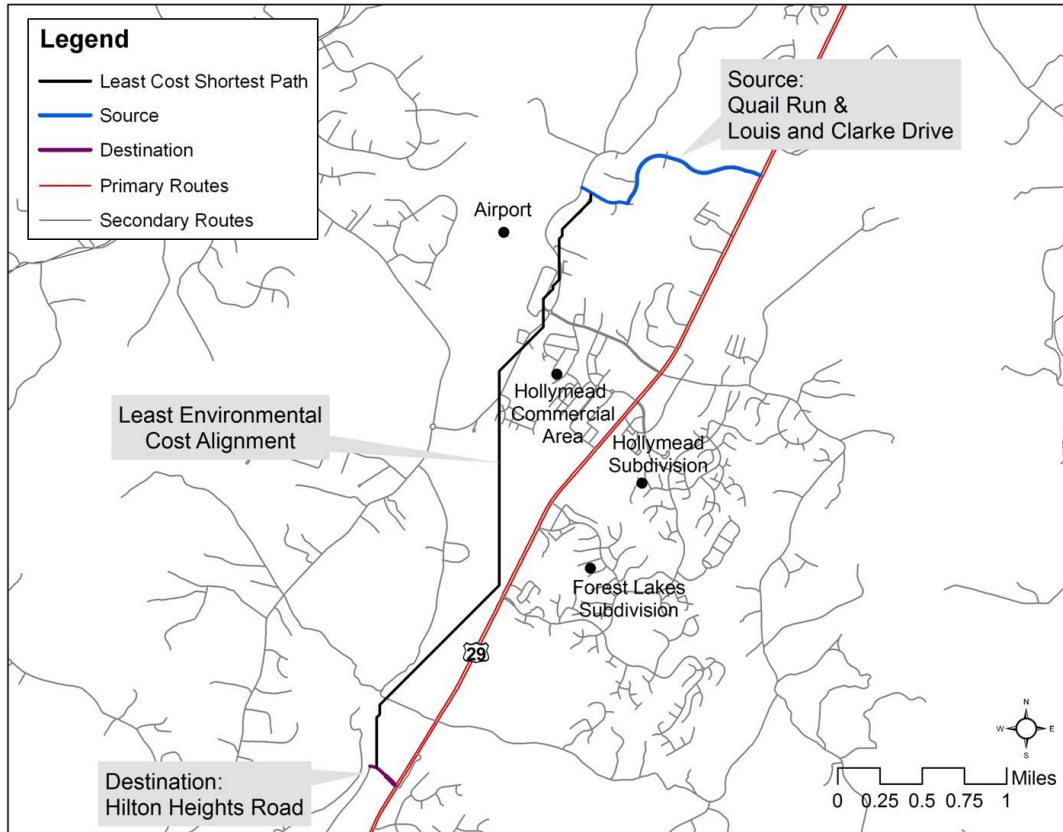 Legend
Least Cost Shortest Path
Source
Destination
Primary Routes
Secondary Routes
Source:
Quail Run &
Louis and Clarke Drive
Airport
Hollymead
Commercial
Area
Hollymead
Subdivision
Least Environmental
Cost Alignment
Forest Lakes
Subdivision
29
Destination:
Hilton Heights Road
N
W E
S
Miles
0 0.25 0.5 0.75 1